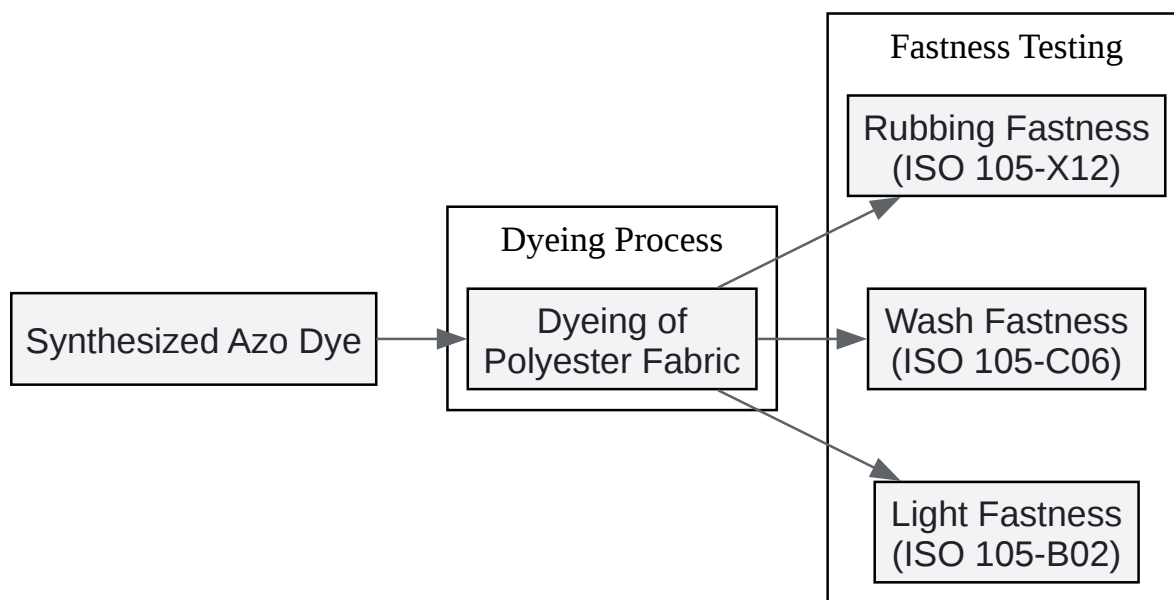 Synthesized Azo Dye
Dyeing Process
Dyeing of
Polyester Fabric
Fastness Testing
Rubbing Fastness
(ISO 105-X12)
Wash Fastness
(ISO 105-C06)
Light Fastness
(ISO 105-B02)